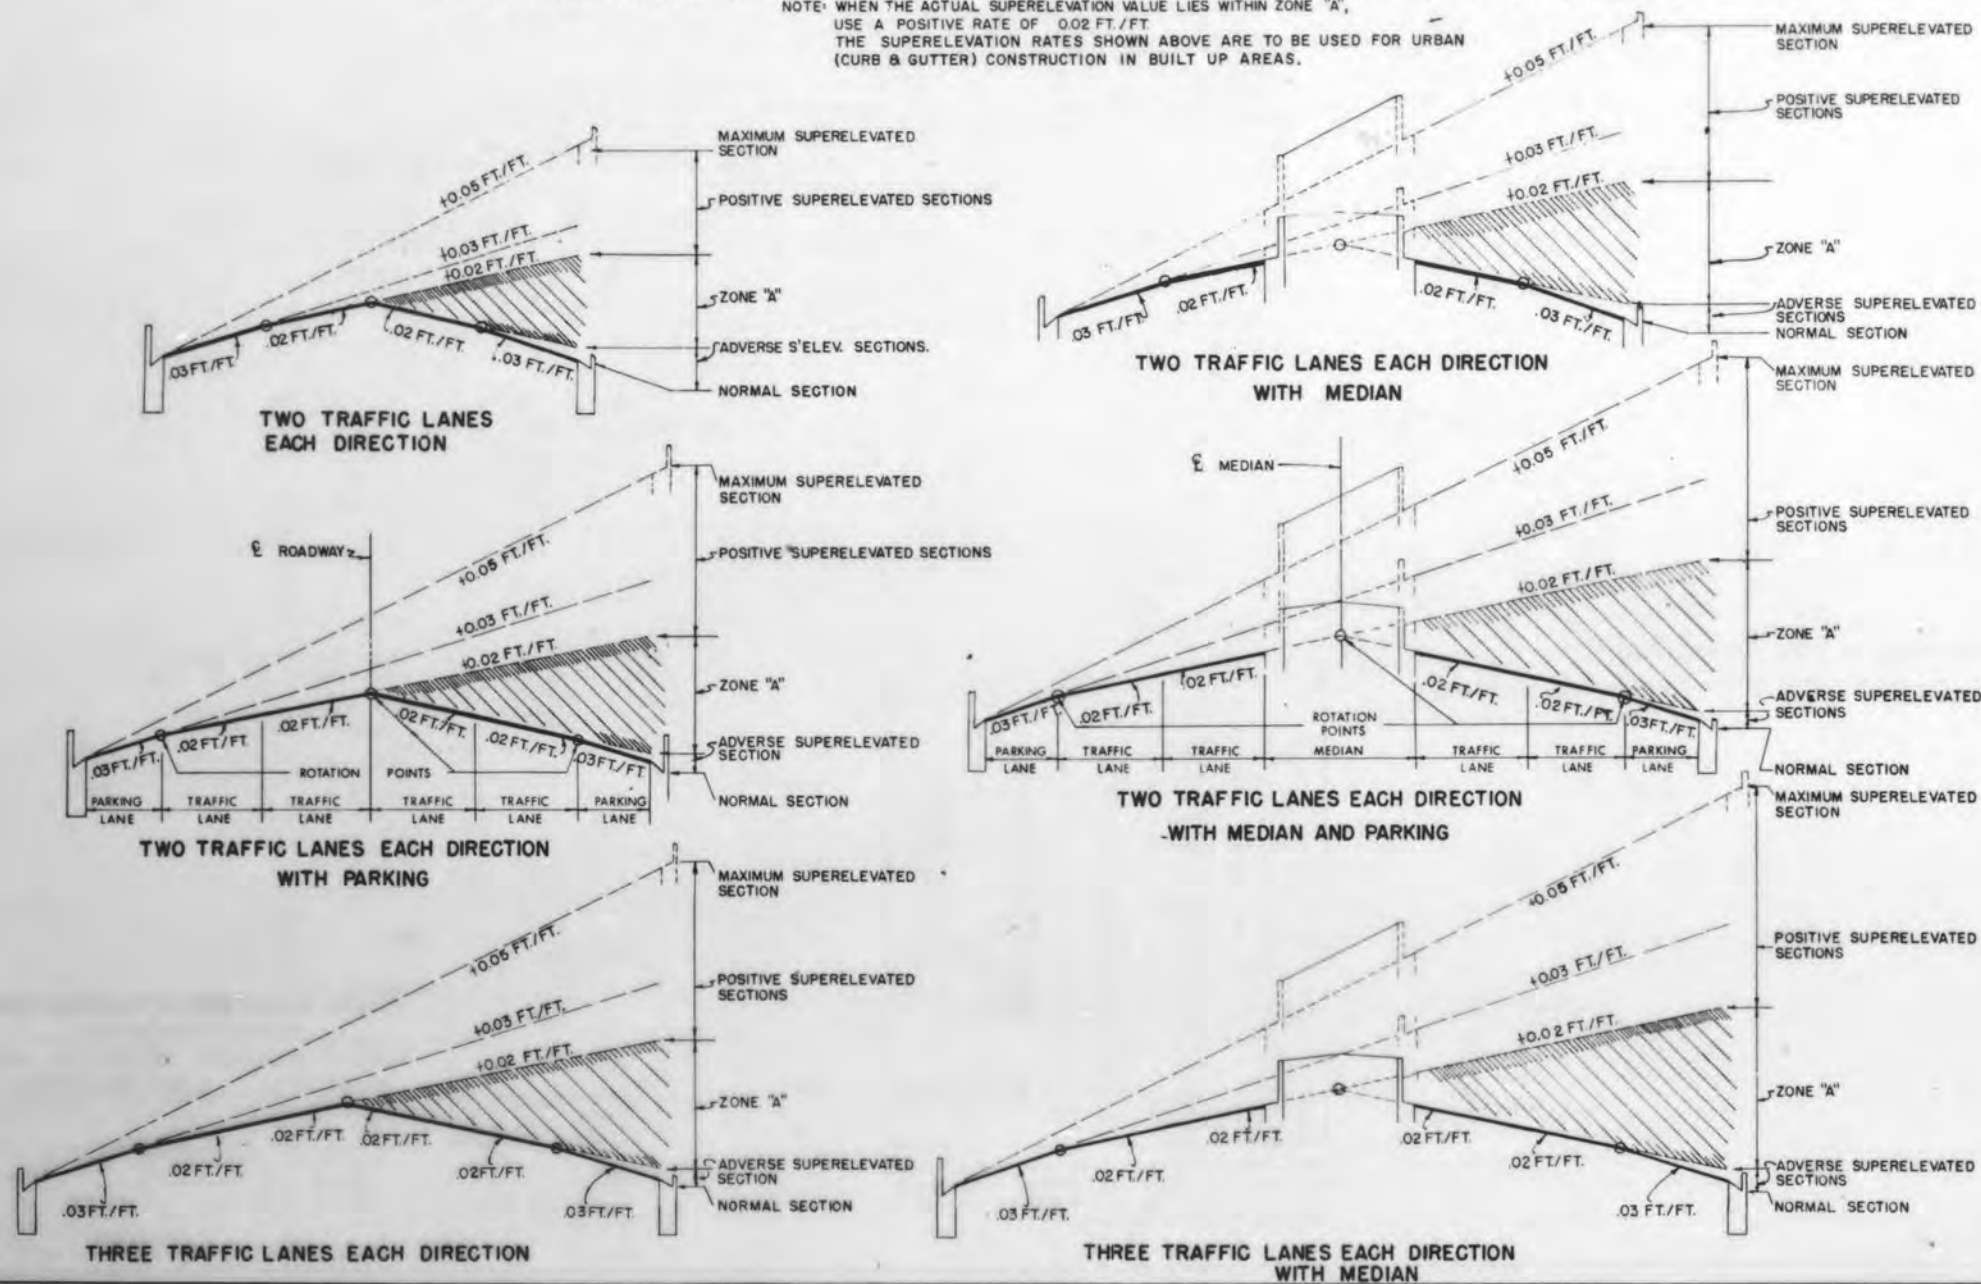 NOTE: WHEN THE ACTUAL SUPERELEVATION VALUE LIES WITHIN ZONE "A",
USE A POSITIVE RATE OF 0.02 FT./FT.
THE SUPERELEVATION RATES SHOWN ABOVE ARE TO BE USED FOR URBAN
(CURB & GUTTER) CONSTRUCTION IN BUILT UP AREAS.
+0.05 FT./FT.
+0.03 FT./FT.
+0.02 FT./FT.
.03 FT./FT.
.02 FT./FT.
.02 FT./FT.
.03 FT./FT.
MAXIMUM SUPERELEVATED
SECTION
POSITIVE SUPERELEVATED SECTIONS
ZONE "A"
ADVERSE S'ELEV. SECTIONS.
NORMAL SECTION
TWO TRAFFIC LANES
EACH DIRECTION
+0.05 FT./FT.
+0.03 FT./FT.
+0.02 FT./FT.
.03 FT./FT.
.02 FT./FT.
.02 FT./FT.
.03 FT./FT.
MAXIMUM SUPERELEVATED
SECTION
POSITIVE SUPERELEVATED
SECTIONS
ZONE "A"
ADVERSE SUPERELEVATED
SECTIONS
NORMAL SECTION
TWO TRAFFIC LANES EACH DIRECTION
WITH MEDIAN
℄ ROADWAY
+0.05 FT./FT.
+0.03 FT./FT.
+0.02 FT./FT.
.03 FT./FT.
.02 FT./FT.
.02 FT./FT.
.02 FT./FT.
.02 FT./FT.
.03 FT./FT.
ROTATION POINTS
PARKING TRAFFIC TRAFFIC TRAFFIC TRAFFIC PARKING
LANE LANE LANE LANE LANE LANE
MAXIMUM SUPERELEVATED
SECTION
POSITIVE SUPERELEVATED SECTIONS
ZONE "A"
ADVERSE SUPERELEVATED
SECTION
NORMAL SECTION
TWO TRAFFIC LANES EACH DIRECTION
WITH PARKING
℄ MEDIAN
+0.05 FT./FT.
+0.03 FT./FT.
+0.02 FT./FT.
.03 FT./FT.
.02 FT./FT.
.02 FT./FT.
.02 FT./FT.
.02 FT./FT.
.03 FT./FT.
ROTATION
POINTS
PARKING TRAFFIC TRAFFIC MEDIAN TRAFFIC TRAFFIC PARKING
LANE LANE LANE LANE LANE LANE
MAXIMUM SUPERELEVATED
SECTION
POSITIVE SUPERELEVATED
SECTIONS
ZONE "A"
ADVERSE SUPERELEVATED
SECTIONS
NORMAL SECTION
TWO TRAFFIC LANES EACH DIRECTION
-WITH MEDIAN AND PARKING
+0.05 FT./FT.
+0.03 FT./FT.
+0.02 FT./FT.
.03 FT./FT.
.02 FT./FT.
.02 FT./FT.
.02 FT./FT.
.02 FT./FT.
.03 FT./FT.
MAXIMUM SUPERELEVATED
SECTION
POSITIVE SUPERELEVATED
SECTIONS
ZONE "A"
ADVERSE SUPERELEVATED
SECTION
NORMAL SECTION
THREE TRAFFIC LANES EACH DIRECTION
+0.05 FT./FT.
+0.03 FT./FT.
+0.02 FT./FT.
.03 FT./FT.
.02 FT./FT.
.02 FT./FT.
.02 FT./FT.
.02 FT./FT.
.03 FT./FT.
MAXIMUM SUPERELEVATED
SECTION
POSITIVE SUPERELEVATED
SECTIONS
ZONE "A"
ADVERSE SUPERELEVATED
SECTIONS
NORMAL SECTION
THREE TRAFFIC LANES EACH DIRECTION
WITH MEDIAN